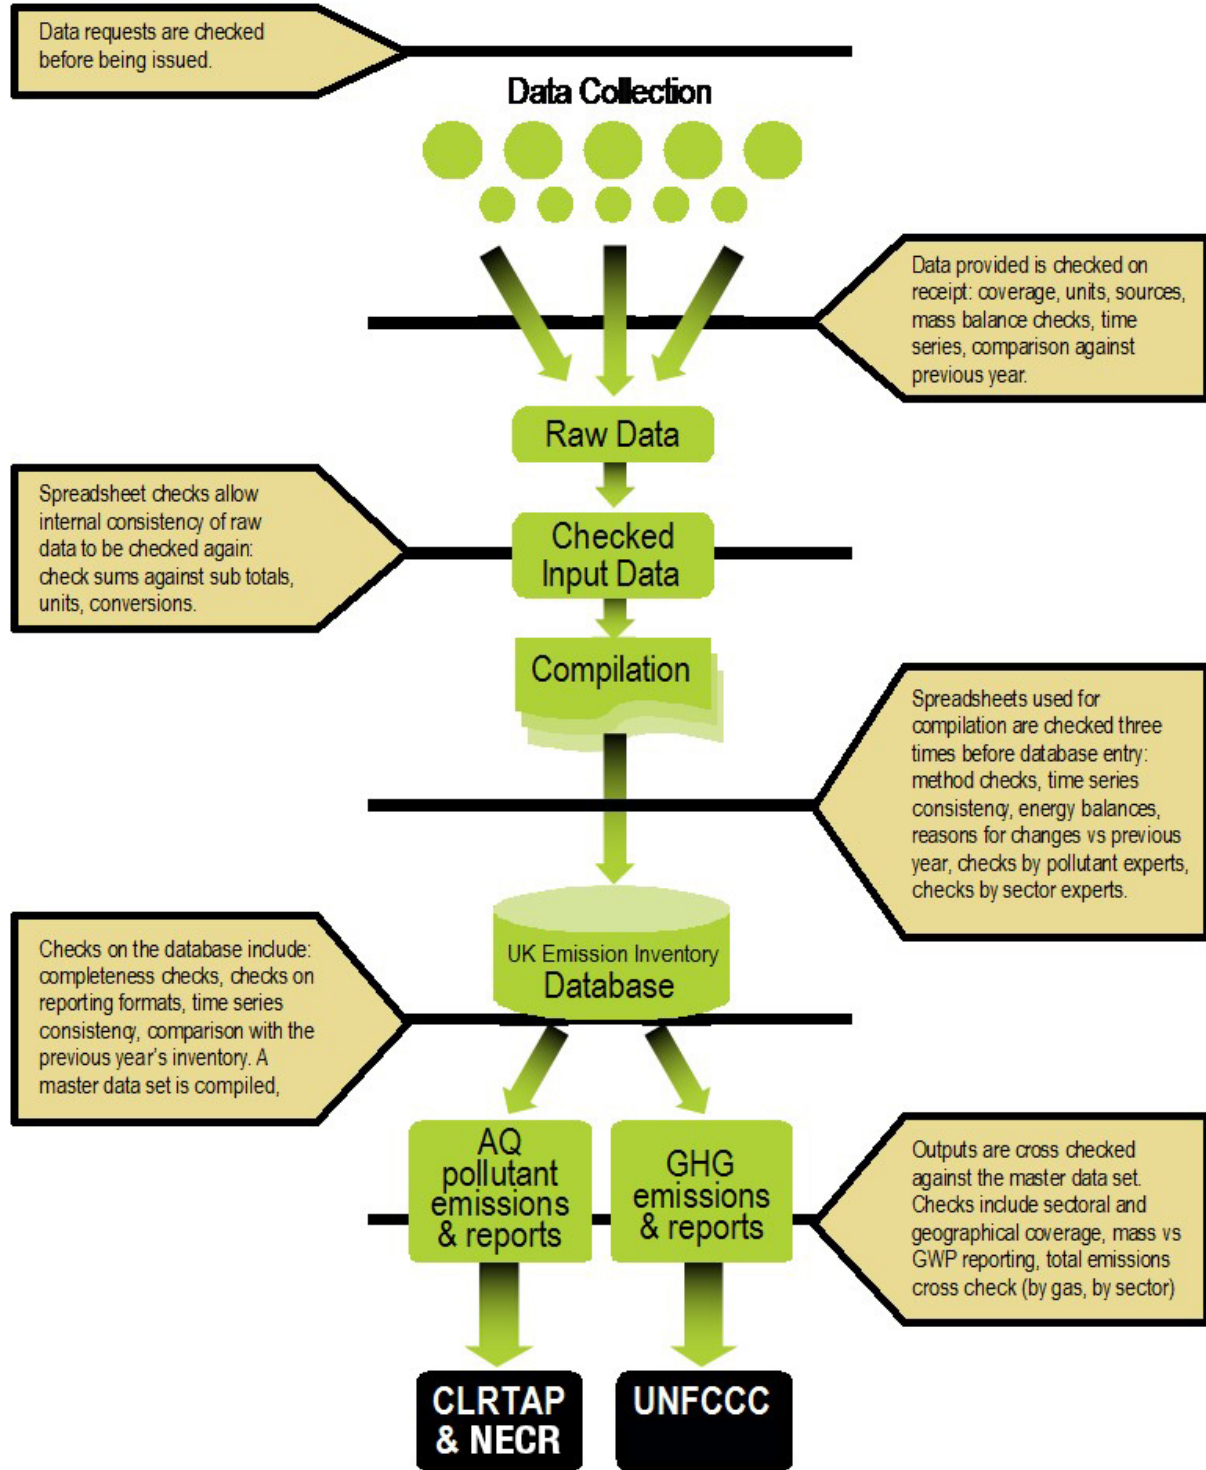 Data requests are checked
before being issued.
Data Collection
Data provided is checked on
receipt: coverage, units, sources,
mass balance checks, time
series, comparison against
previous year.
Raw Data
Spreadsheet checks allow
internal consistency of raw
data to be checked again:
check sums against sub totals,
units, conversions.
Checked
Input Data
Compilation
Spreadsheets used for
compilation are checked three
times before database entry:
method checks, time series
consistency, energy balances,
reasons for changes vs previous
year, checks by pollutant experts,
checks by sector experts.
UK Emission Inventory
Database
Checks on the database include:
completeness checks, checks on
reporting formats, time series
consistency, comparison with the
previous year's inventory. A
master data set is compiled,
AQ
pollutant
emissions
& reports
GHG
emissions
& reports
Outputs are cross checked
against the master data set.
Checks include sectoral and
geographical coverage, mass vs
GWP reporting, total emissions
cross check (by gas, by sector)
CLRTAP
& NECR
UNFCCC